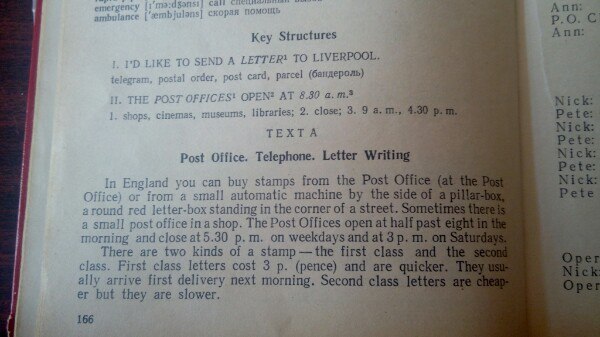 emergency [ı'mə:dʒənsı] call
ambulance ['æmbjuləns] скорая помощь
Key Structures
I. I'D LIKE TO SEND A LETTER¹ TO LIVERPOOL.
telegram, postal order, post card, parcel (бандероль)
II. THE POST OFFICES¹ OPEN² AT 8.30 a. m.³
1. shops, cinemas, museums, libraries; 2. close; 3. 9 a. m., 4.30 p. m.
TEXT A
Post Office. Telephone. Letter Writing
In England you can buy stamps from the Post Office (at the Post
Office) or from a small automatic machine by the side of a pillar-box,
a round red letter-box standing in the corner of a street. Sometimes there is
a small post office in a shop. The Post Offices open at half past eight in the
morning and close at 5.30 p. m. on weekdays and at 3 p. m. on Saturdays.
There are two kinds of a stamp — the first class and the second
class. First class letters cost 3 p. (pence) and are quicker. They usu-
ally arrive first delivery next morning. Second class letters are cheap-
er but they are slower.
166
Ann:
P. O. C
Ann:
Nick:
Pete:
Nick:
Pete:
Nick:
Pete:
Nick:
Pete
Oper
Nick:
Oper